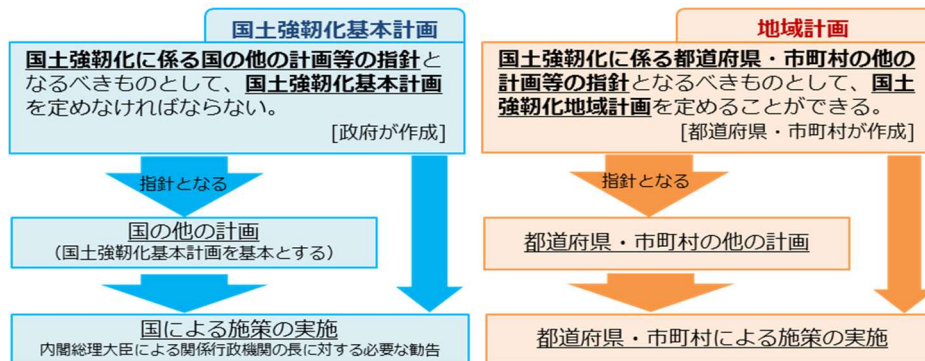 国土強靭化基本計画
国土強靭化に係る国の他の計画等の指針と
なるべきものとして、国土強靭化基本計画
を定めなければならない。
[政府が作成]
指針となる
国の他の計画
(国土強靭化基本計画を基本とする)
国による施策の実施
内閣総理大臣による関係行政機関の長に対する必要な勧告
地域計画
国土強靭化に係る都道府県・市町村の他の
計画等の指針となるべきものとして、国土
強靭化地域計画を定めることができる。
[都道府県・市町村が作成]
指針となる
都道府県・市町村の他の計画
都道府県・市町村による施策の実施